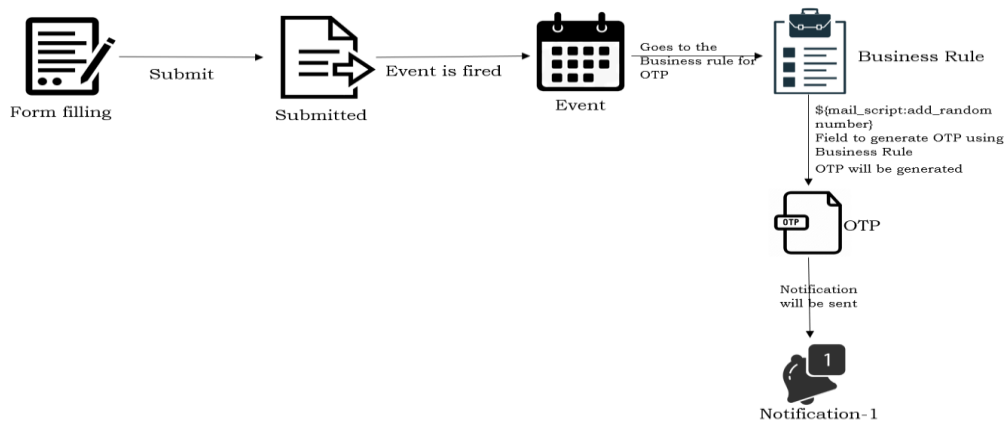 Form filling
Submit
Submitted
Event is fired
Event
Goes to the
Business rule for
OTP
Business Rule
${mail_script:add_random
number}
Field to generate OTP using
Business Rule
OTP will be generated
OTP
OTP
Notification
will be sent
1
Notification-1